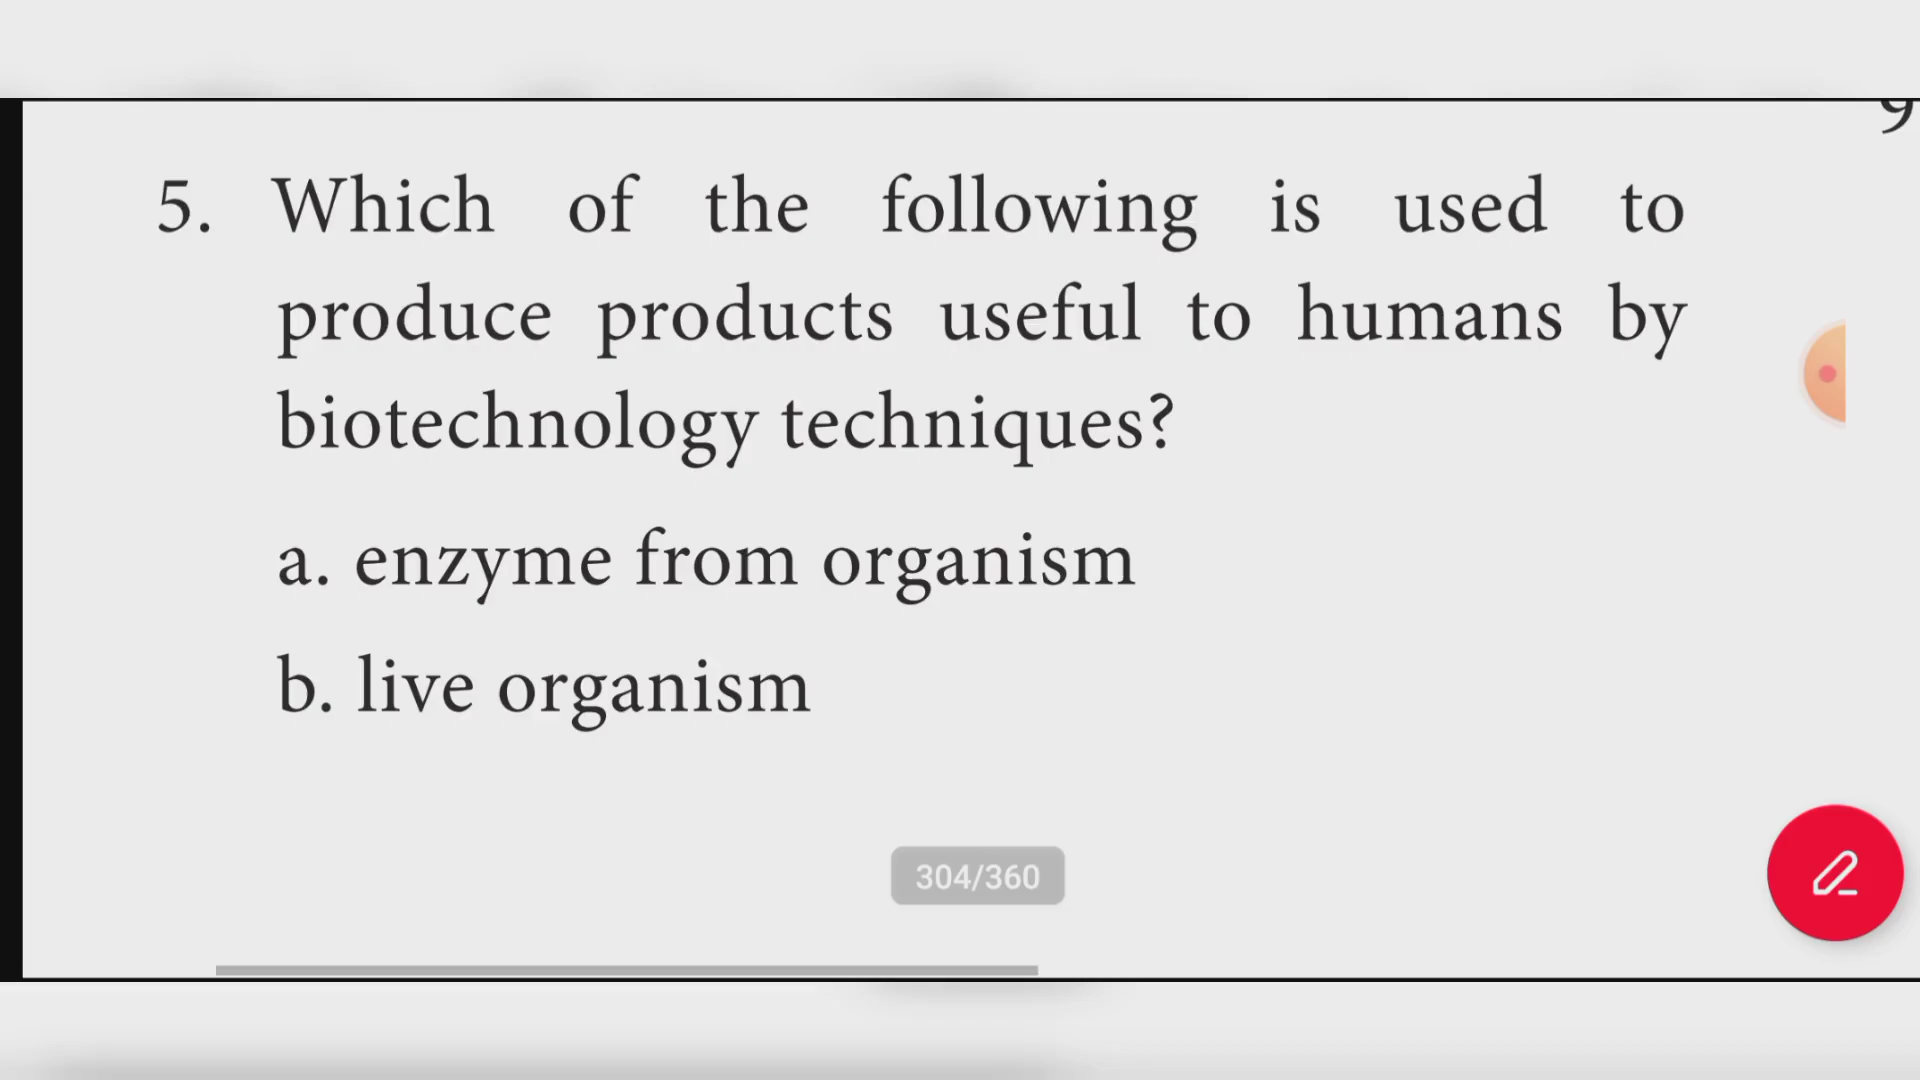 9
5. Which of the following is used to
produce products useful to humans by
biotechnology techniques?
a. enzyme from organism
b. live organism
304/360